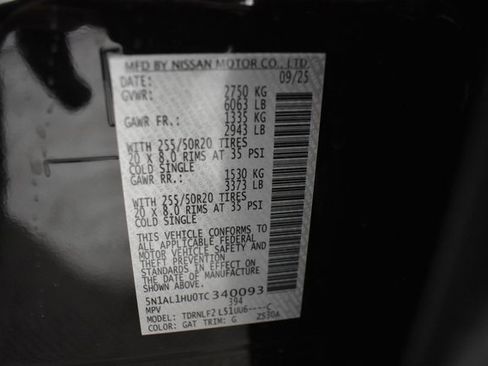 MFD BY NISSAN MOTOR CO., LTD
DATE: 09/25
GVWR: 2750 KG
6063 LB
GAWR FR.: 1335 KG
2943 LB
WITH 255/50R20 TIRES
20 X 8.0 RIMS AT 35 PSI
COLD SINGLE
GAWR RR.: 1530 KG
3373 LB
WITH 255/50R20 TIRES
20 X 8.0 RIMS AT 35 PSI
COLD SINGLE
THIS VEHICLE CONFORMS TO
ALL APPLICABLE FEDERAL
MOTOR VEHICLE SAFETY AND
THEFT PREVENTION
STANDARDS IN EFFECT ON
THE DATE OF MANUFACTURE
SHOWN ABOVE.
5N1AL1HU0TC340093
MPV 394
MODEL: TDRNLF2 L51UU6----C
COLOR: GAT TRIM: G Z530A